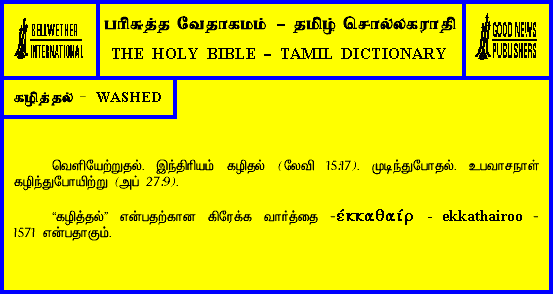 BELLWETHER
INTERNATIONAL
பரிசுத்த வேதாகமம் – தமிழ் சொல்லகராதி
THE HOLY BIBLE – TAMIL DICTIONARY
GOOD NEWS
PUBLISHERS
கழித்தல் – WASHED
வெளியேற்றுதல். இந்திரியம் கழிதல் (லேவி 15:17). முடிந்துபோதல். உபவாசநாள்
கழிந்துபோயிற்று (அப் 27:9).
“கழித்தல்” என்பதற்கான கிரேக்க வார்த்தை -έκκαθαίρ - ekkathairoo -
1571 என்பதாகும்.